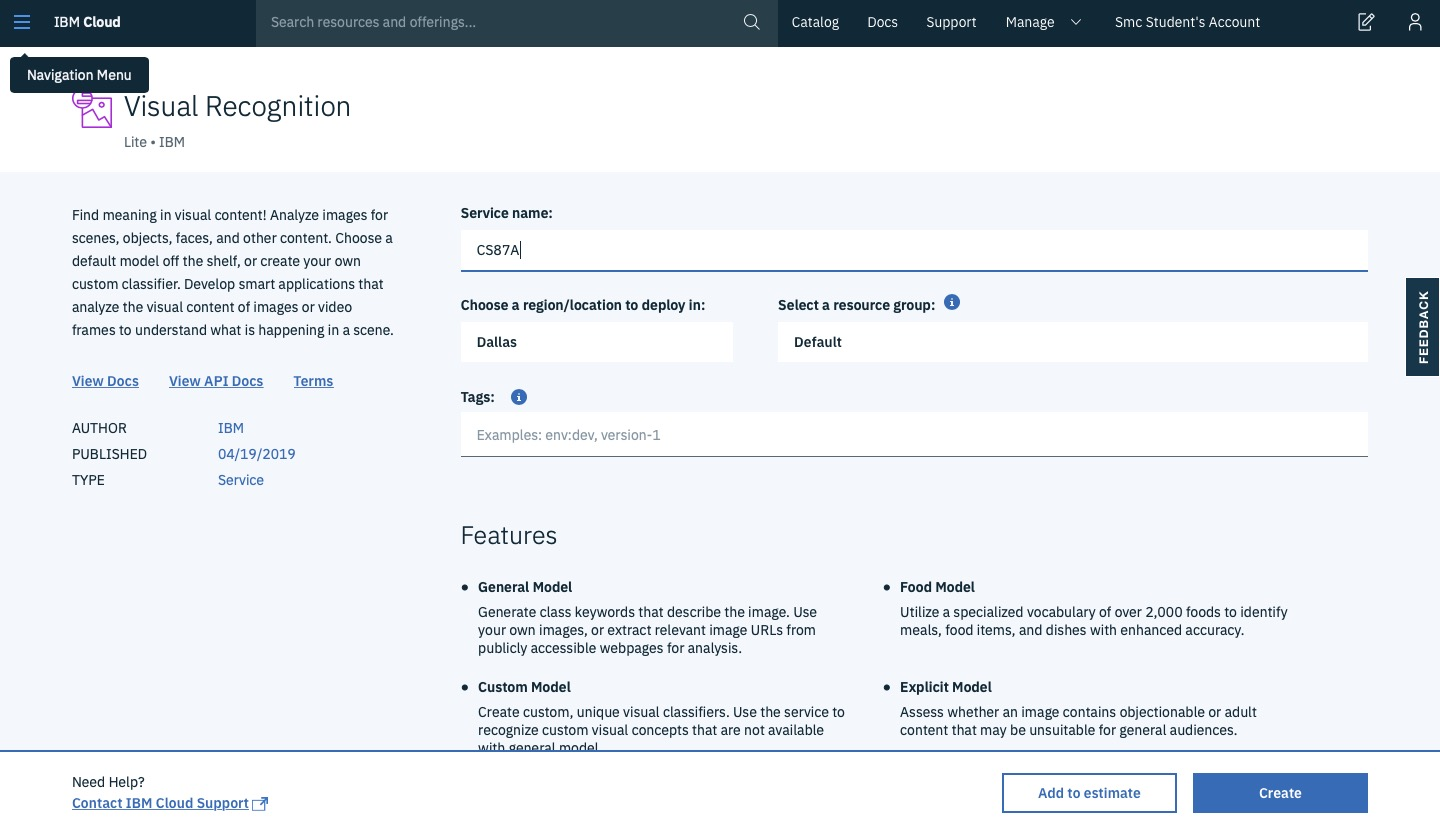 IBM Cloud
Search resources and offerings...
Catalog
Docs
Support
Manage
Smc Student's Account
Navigation Menu
Visual Recognition
Lite • IBM
Find meaning in visual content! Analyze images for
scenes, objects, faces, and other content. Choose a
default model off the shelf, or create your own
custom classifier. Develop smart applications that
analyze the visual content of images or video
frames to understand what is happening in a scene.
View Docs
View API Docs
Terms
AUTHOR IBM
PUBLISHED 04/19/2019
TYPE Service
Service name:
CS87A
Choose a region/location to deploy in:
Dallas
Select a resource group:
Default
Tags:
Examples: env:dev, version-1
Features
• General Model
Generate class keywords that describe the image. Use
your own images, or extract relevant image URLs from
publicly accessible webpages for analysis.
• Food Model
Utilize a specialized vocabulary of over 2,000 foods to identify
meals, food items, and dishes with enhanced accuracy.
• Custom Model
Create custom, unique visual classifiers. Use the service to
recognize custom visual concepts that are not available
with general model.
• Explicit Model
Assess whether an image contains objectionable or adult
content that may be unsuitable for general audiences.
FEEDBACK
Need Help?
Contact IBM Cloud Support
Add to estimate
Create